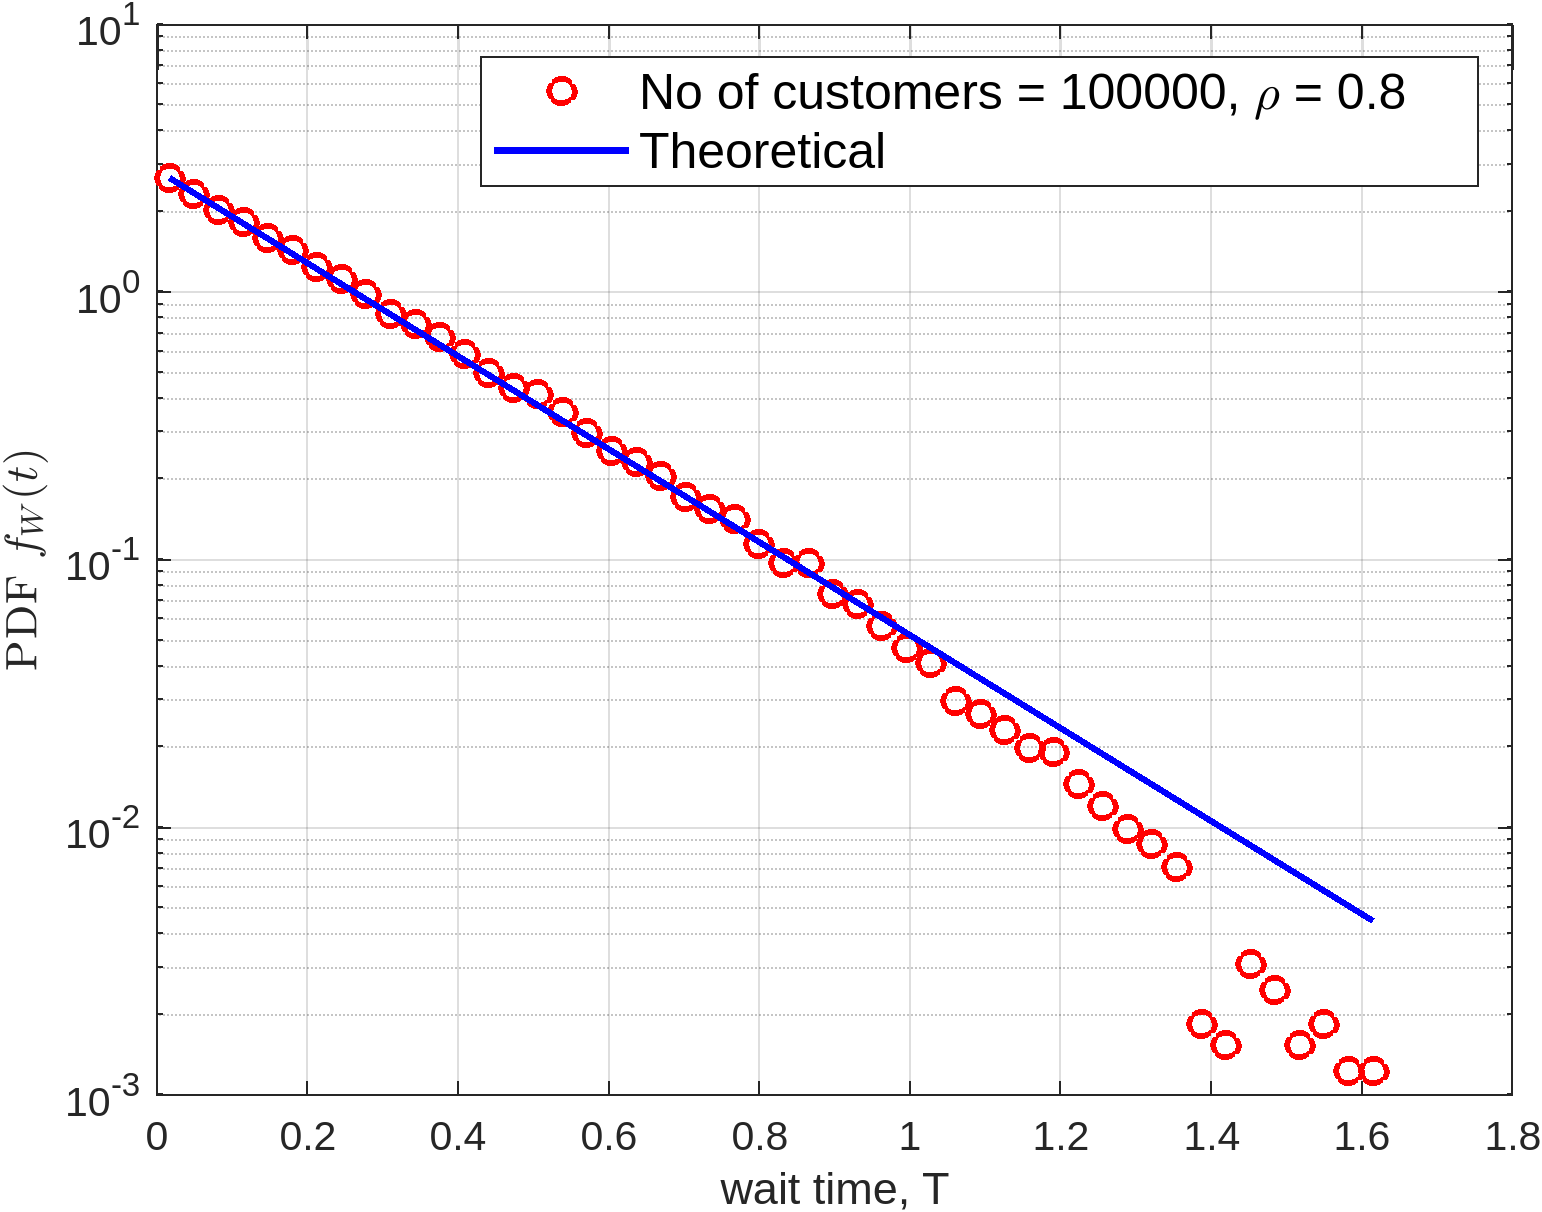 10^1
No of customers = 100000, ρ = 0.8
Theoretical
10^0
10^-1
10^-2
10^-3
PDF f_W(t)
0 0.2 0.4 0.6 0.8 1 1.2 1.4 1.6 1.8
wait time, T